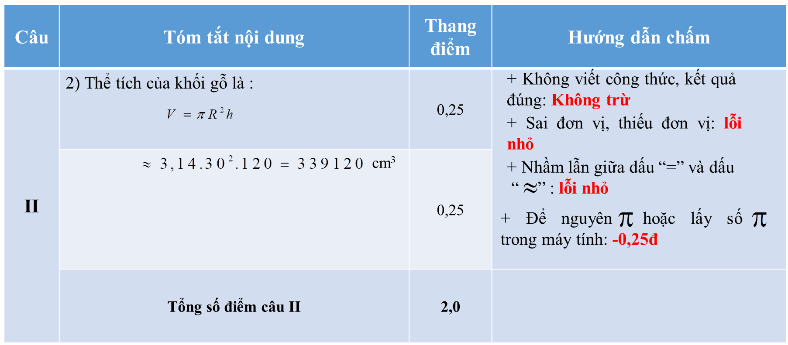 Câu
Tóm tắt nội dung
Thang
điểm
Hướng dẫn chấm
II
2) Thể tích của khối gỗ là :
V = πR²h
0,25
≈ 3,14.30².120 = 339120 cm³
0,25
+ Không viết công thức, kết quả
đúng: Không trừ
+ Sai đơn vị, thiếu đơn vị: lỗi
nhỏ
+ Nhầm lẫn giữa dấu “=” và dấu
“ ≈” : lỗi nhỏ
+ Để nguyên π hoặc lấy số π
trong máy tính: -0,25đ
Tổng số điểm câu II
2,0